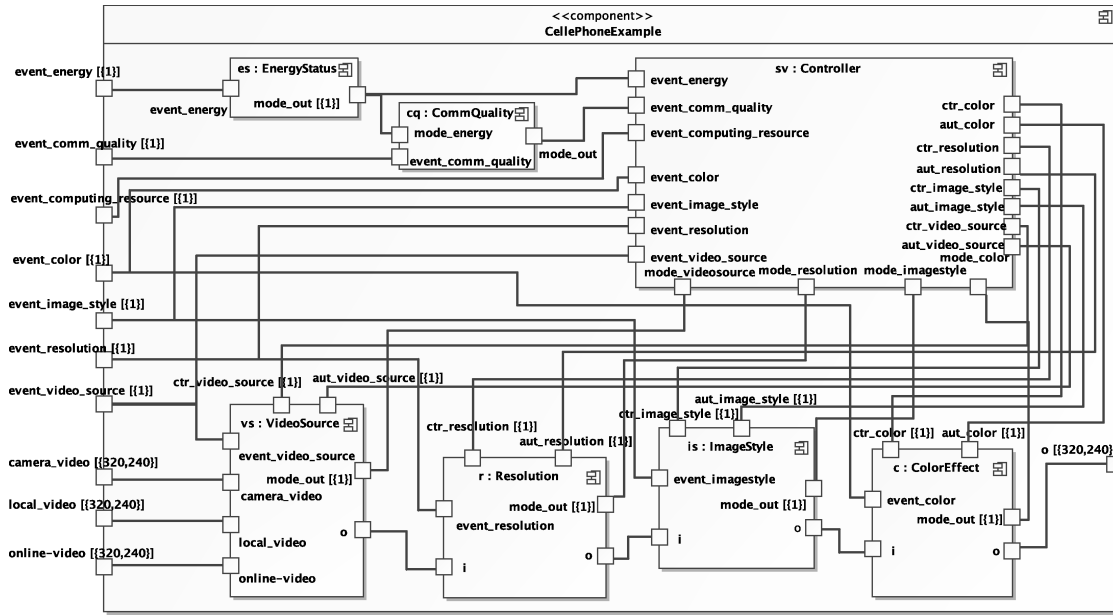 <<component>>
CellePhoneExample
event_energy [{1}]
es : EnergyStatus
event_energy
mode_out [{1}]
cq : CommQuality
mode_energy
event_comm_quality
mode_out
sv : Controller
event_energy
event_comm_quality
event_computing_resource
event_color
event_image_style
event_resolution
event_video_source
ctr_color
aut_color
ctr_resolution
aut_resolution
ctr_image_style
aut_image_style
ctr_video_source
aut_video_source
mode_color
mode_videosource
mode_resolution
mode_imagestyle
event_comm_quality [{1}]
event_computing_resource [{1}]
event_color [{1}]
event_image_style [{1}]
event_resolution [{1}]
event_video_source [{1}]
camera_video [{320,240}]
local_video [{320,240}]
online-video [{320,240}]
ctr_video_source [{1}]
aut_video_source [{1}]
vs : VideoSource
event_video_source
mode_out [{1}]
camera_video
o
local_video
online-video
ctr_resolution [{1}]
aut_resolution [{1}]
r : Resolution
mode_out [{1}]
event_resolution
o
i
ctr_image_style [{1}]
aut_image_style [{1}]
is : ImageStyle
event_imagestyle
mode_out [{1}]
o
i
ctr_color [{1}]
aut_color [{1}]
c : ColorEffect
event_color
mode_out [{1}]
i
o
o [{320,240}]